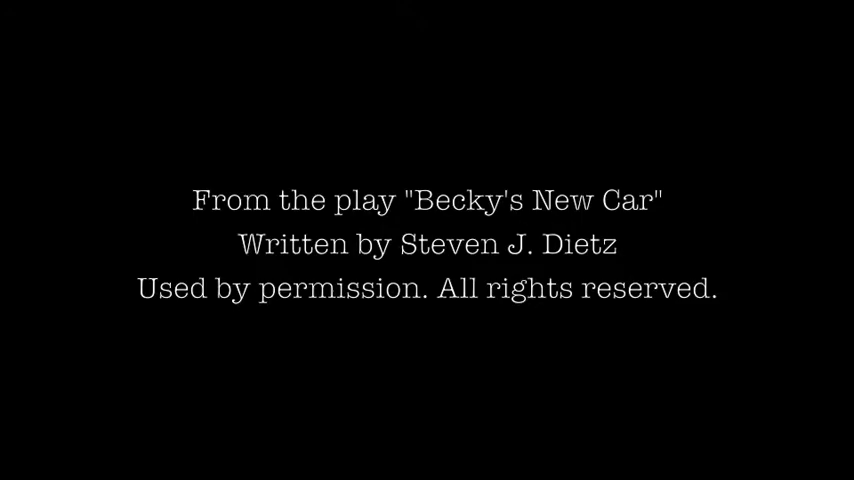 From the play "Becky's New Car"
Written by Steven J. Dietz
Used by permission. All rights reserved.